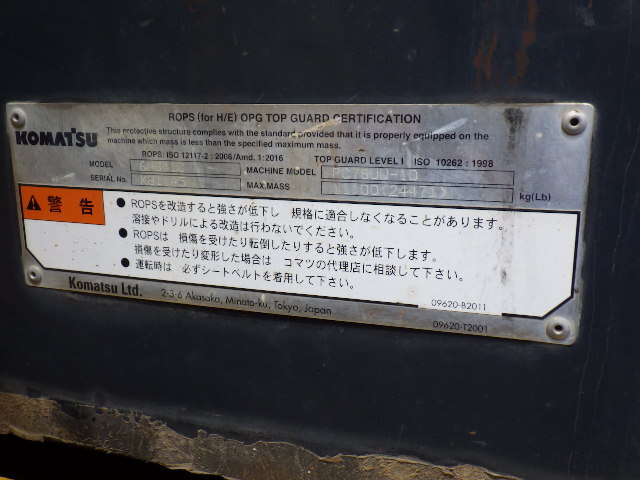 ROPS (for H/E) OPG TOP GUARD CERTIFICATION
KOMATSU
This protective structure complies with the standard provided that it is properly equipped on the
machine which mass is less than the specified maximum mass.
ROPS: ISO 12117-2 : 2008/Amd. 1:2016 TOP GUARD LEVEL I ISO 10262 : 1998
MODEL MACHINE MODEL PC78UU-10
SERIAL No. MAX.MASS 11100(24471) kg(Lb)
警告
● ROPSを改造すると強さが低下し 規格に適合しなくなることがあります。
溶接やドリルによる改造は行わないでください。
● ROPSは 損傷を受けたり転倒したりすると強さが低下します。
損傷を受けたり変形した場合は コマツの代理店に相談して下さい。
● 運転時は 必ずシートベルトを着用して下さい。
09620-B2011
Komatsu Ltd. 2-3-6 Akasaka, Minato-ku, Tokyo, Japan
09620-T2001